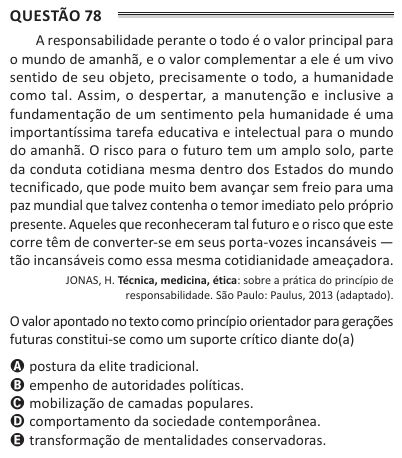 QUESTÃO 78
A responsabilidade perante o todo é o valor principal para
o mundo de amanhã, e o valor complementar a ele é um vivo
sentido de seu objeto, precisamente o todo, a humanidade
como tal. Assim, o despertar, a manutenção e inclusive a
fundamentação de um sentimento pela humanidade é uma
importantíssima tarefa educativa e intelectual para o mundo
do amanhã. O risco para o futuro tem um amplo solo, parte
da conduta cotidiana mesma dentro dos Estados do mundo
tecnificado, que pode muito bem avançar sem freio para uma
paz mundial que talvez contenha o temor imediato pelo próprio
presente. Aqueles que reconheceram tal futuro e o risco que este
corre têm de converter-se em seus porta-vozes incansáveis —
tão incansáveis como essa mesma cotidianidade ameaçadora.
JONAS, H. Técnica, medicina, ética: sobre a prática do princípio de
responsabilidade. São Paulo: Paulus, 2013 (adaptado).
O valor apontado no texto como princípio orientador para gerações
futuras constitui-se como um suporte crítico diante do(a)
A postura da elite tradicional.
B empenho de autoridades políticas.
C mobilização de camadas populares.
D comportamento da sociedade contemporânea.
E transformação de mentalidades conservadoras.